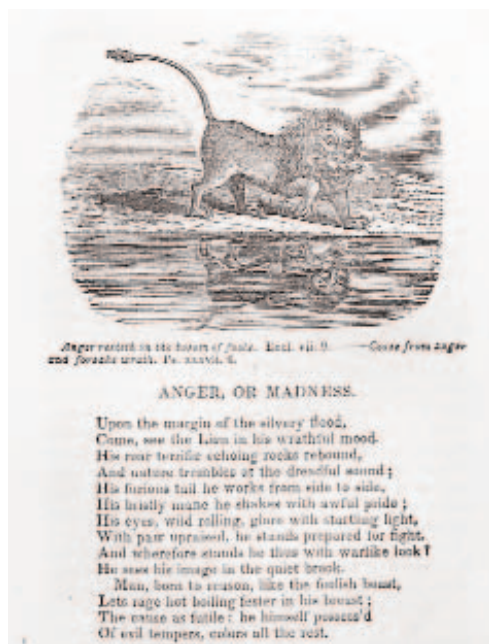 Anger resteth in the bosom of fools. Eccl. vii. 9. —Cease from anger
and forsake wrath. Ps. xxxvii. 8.
ANGER, OR MADNESS.
Upon the margin of the silvery flood,
Come, see the Lion in his wrathful mood.
His roar terrific echoing rocks rebound,
And nature trembles at the dreadful sound;
His furious tail he works from side to side,
His bristly mane he shakes with awful pride;
His eyes, wild rolling, glare with startling light,
With paw upraised, he stands prepared for fight.
And wherefore stands he thus with warlike look?
He sees his image in the quiet brook.
Man, born to reason, like the foolish beast,
Lets rage hot boiling fester in his breast;
The cause as futile: he himself possess'd
Of evil tempers, colors all the rest.